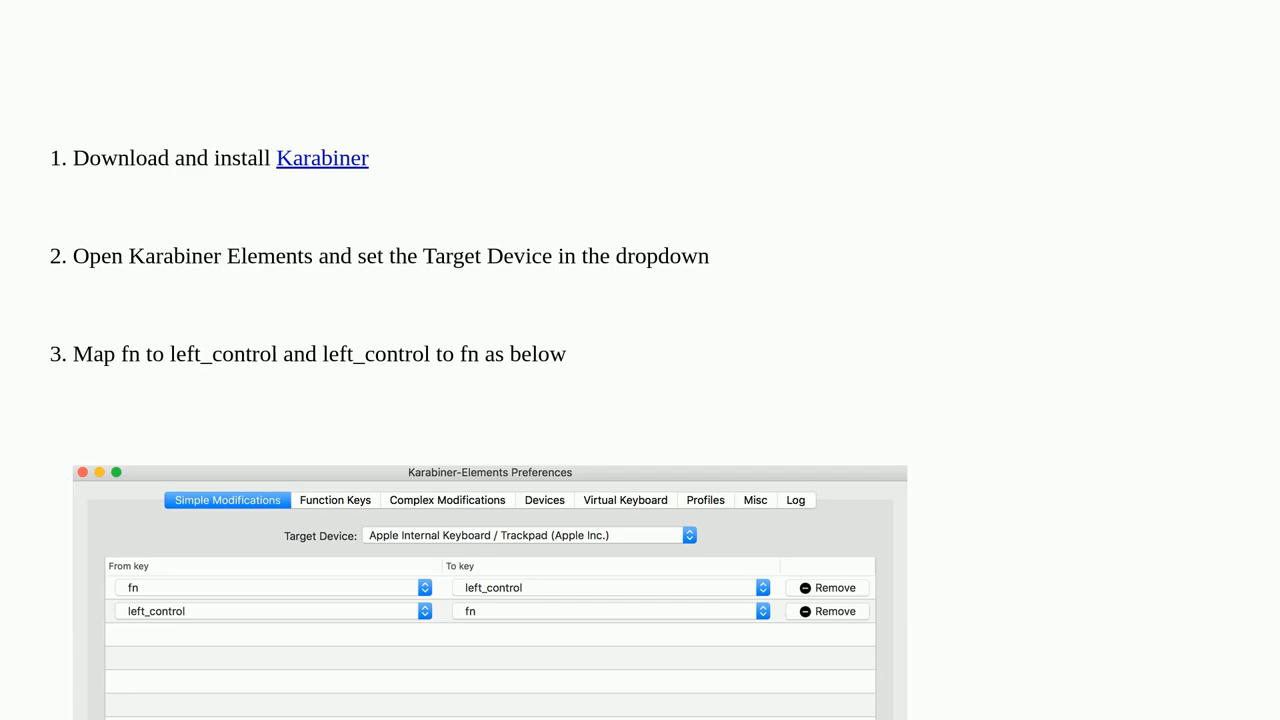 1. Download and install Karabiner
2. Open Karabiner Elements and set the Target Device in the dropdown
3. Map fn to left_control and left_control to fn as below
Karabiner-Elements Preferences
Simple Modifications Function Keys Complex Modifications Devices Virtual Keyboard Profiles Misc Log
Target Device: Apple Internal Keyboard / Trackpad (Apple Inc.)
From key To key
fn left_control Remove
left_control fn Remove